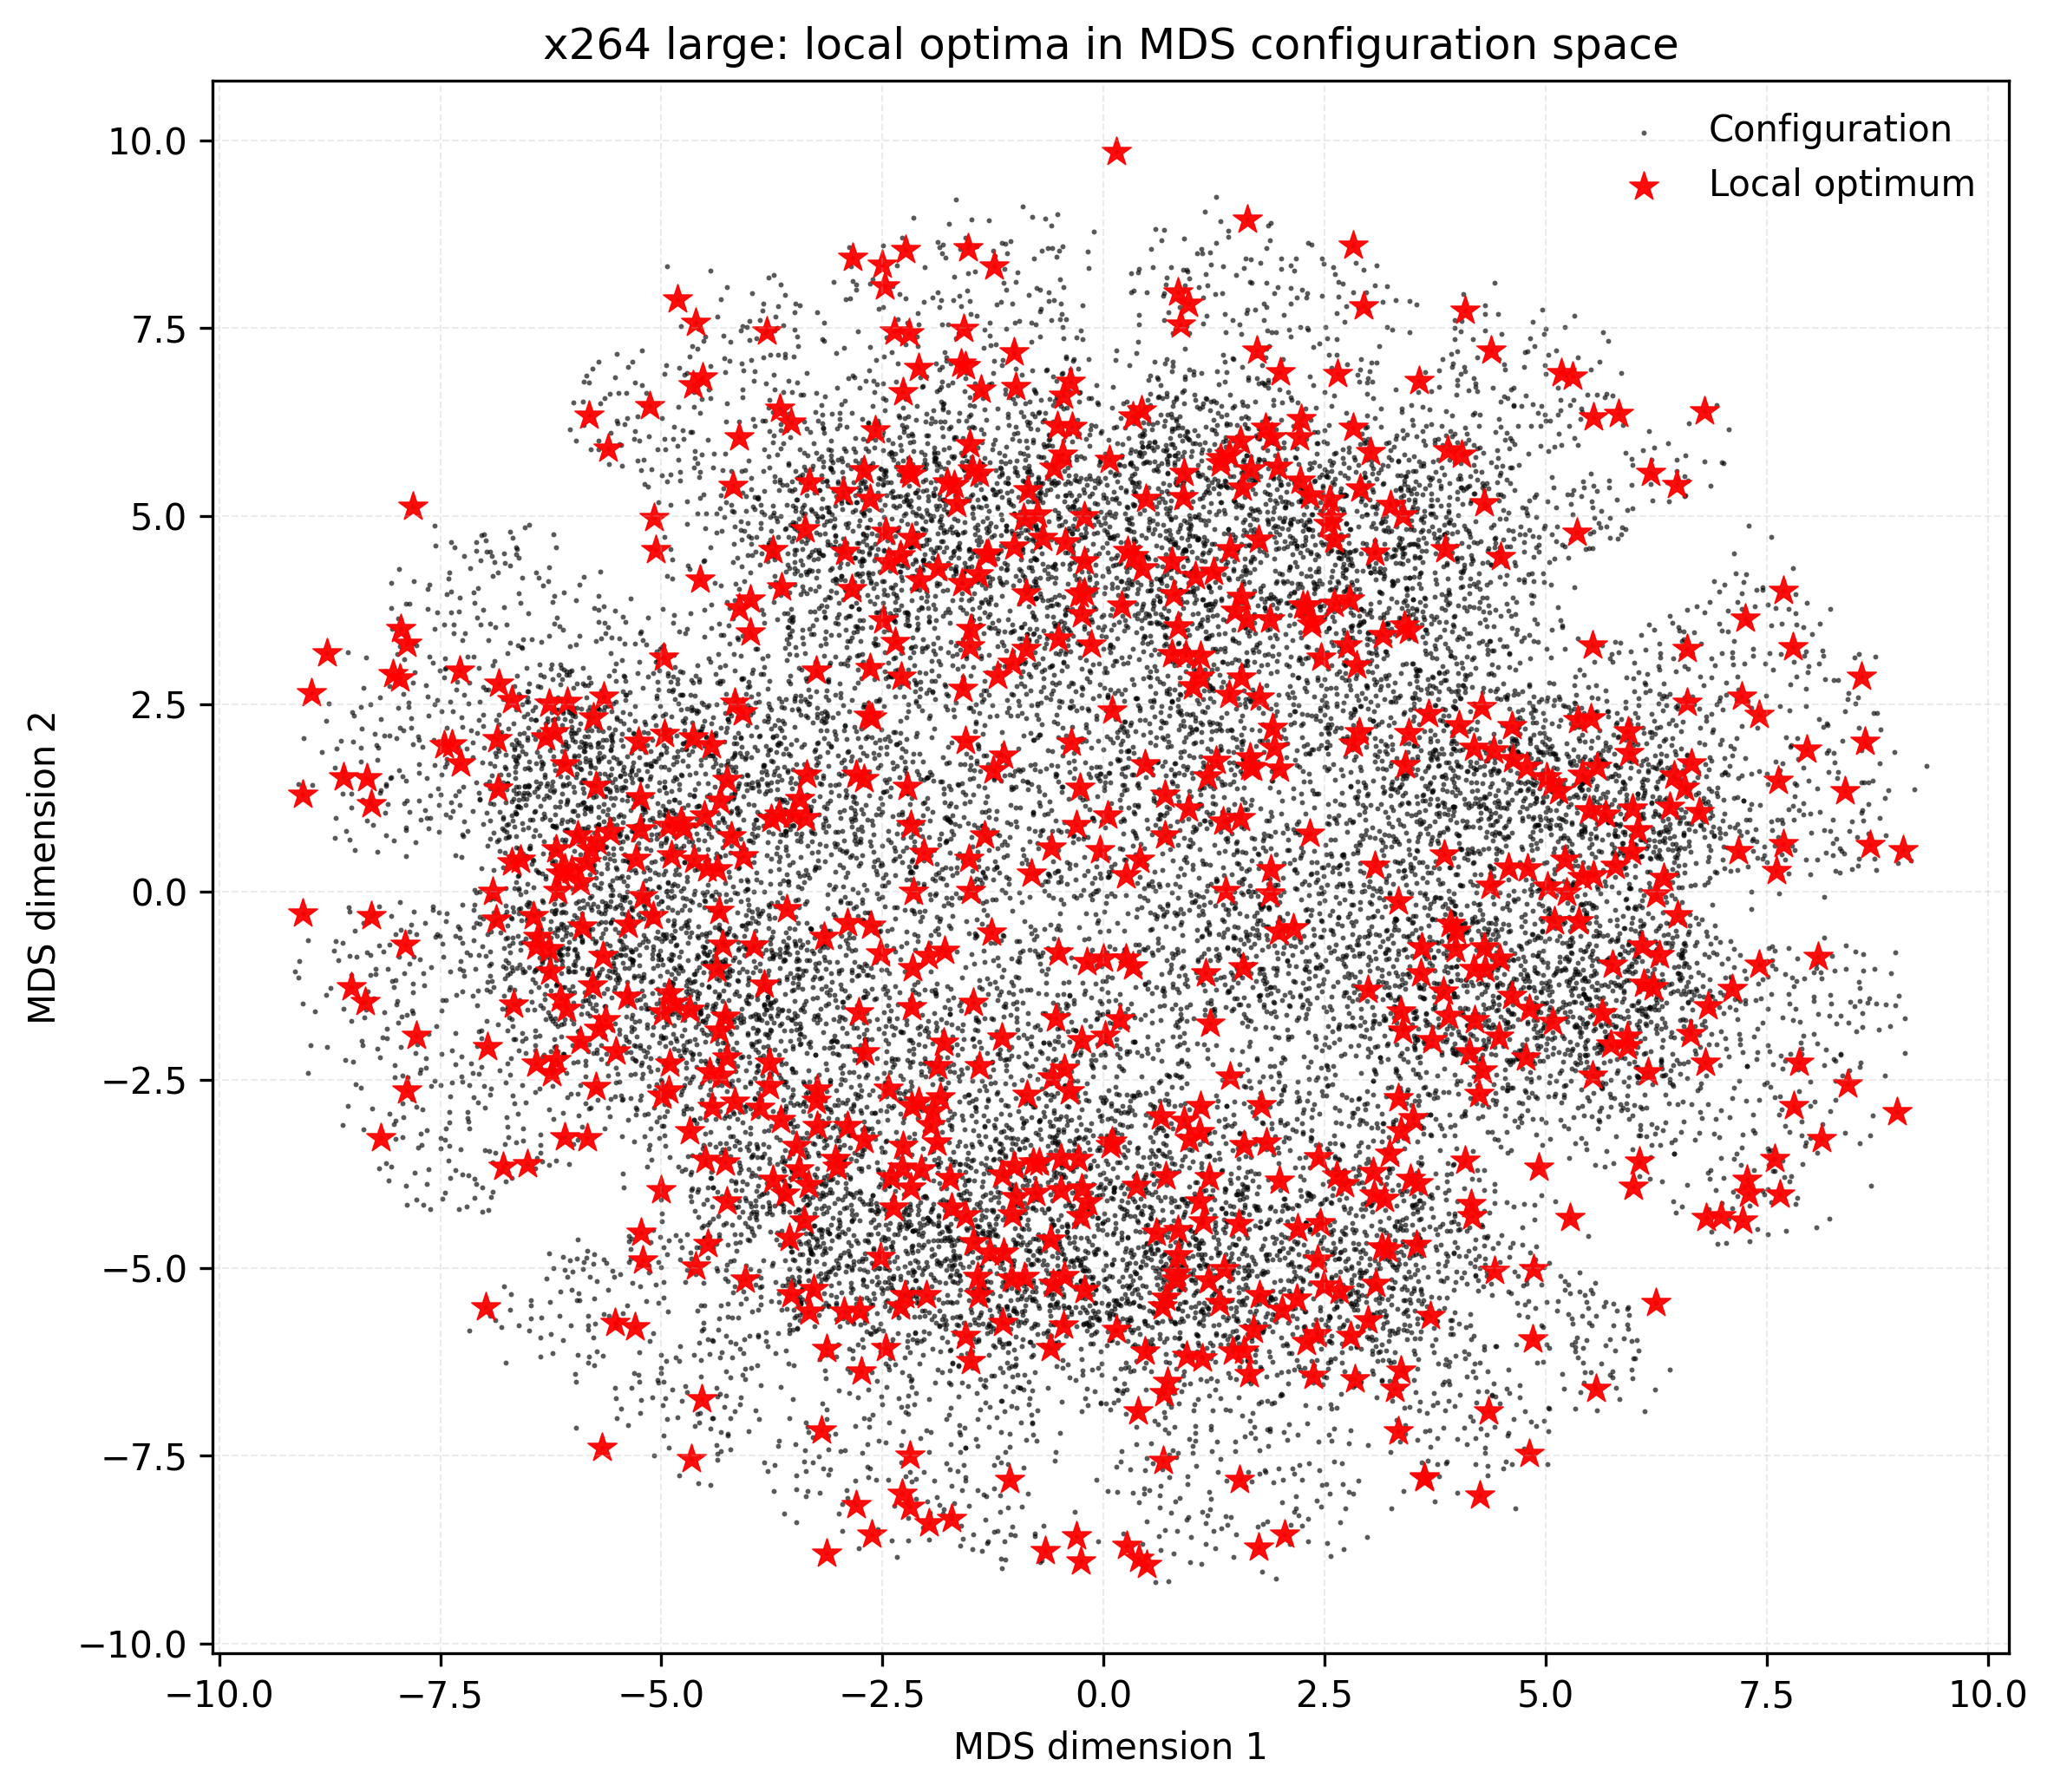 x264 large: local optima in MDS configuration space
Configuration
Local optimum
10.0
7.5
5.0
2.5
0.0
−2.5
−5.0
−7.5
−10.0
MDS dimension 2
−10.0 −7.5 −5.0 −2.5 0.0 2.5 5.0 7.5 10.0
MDS dimension 1